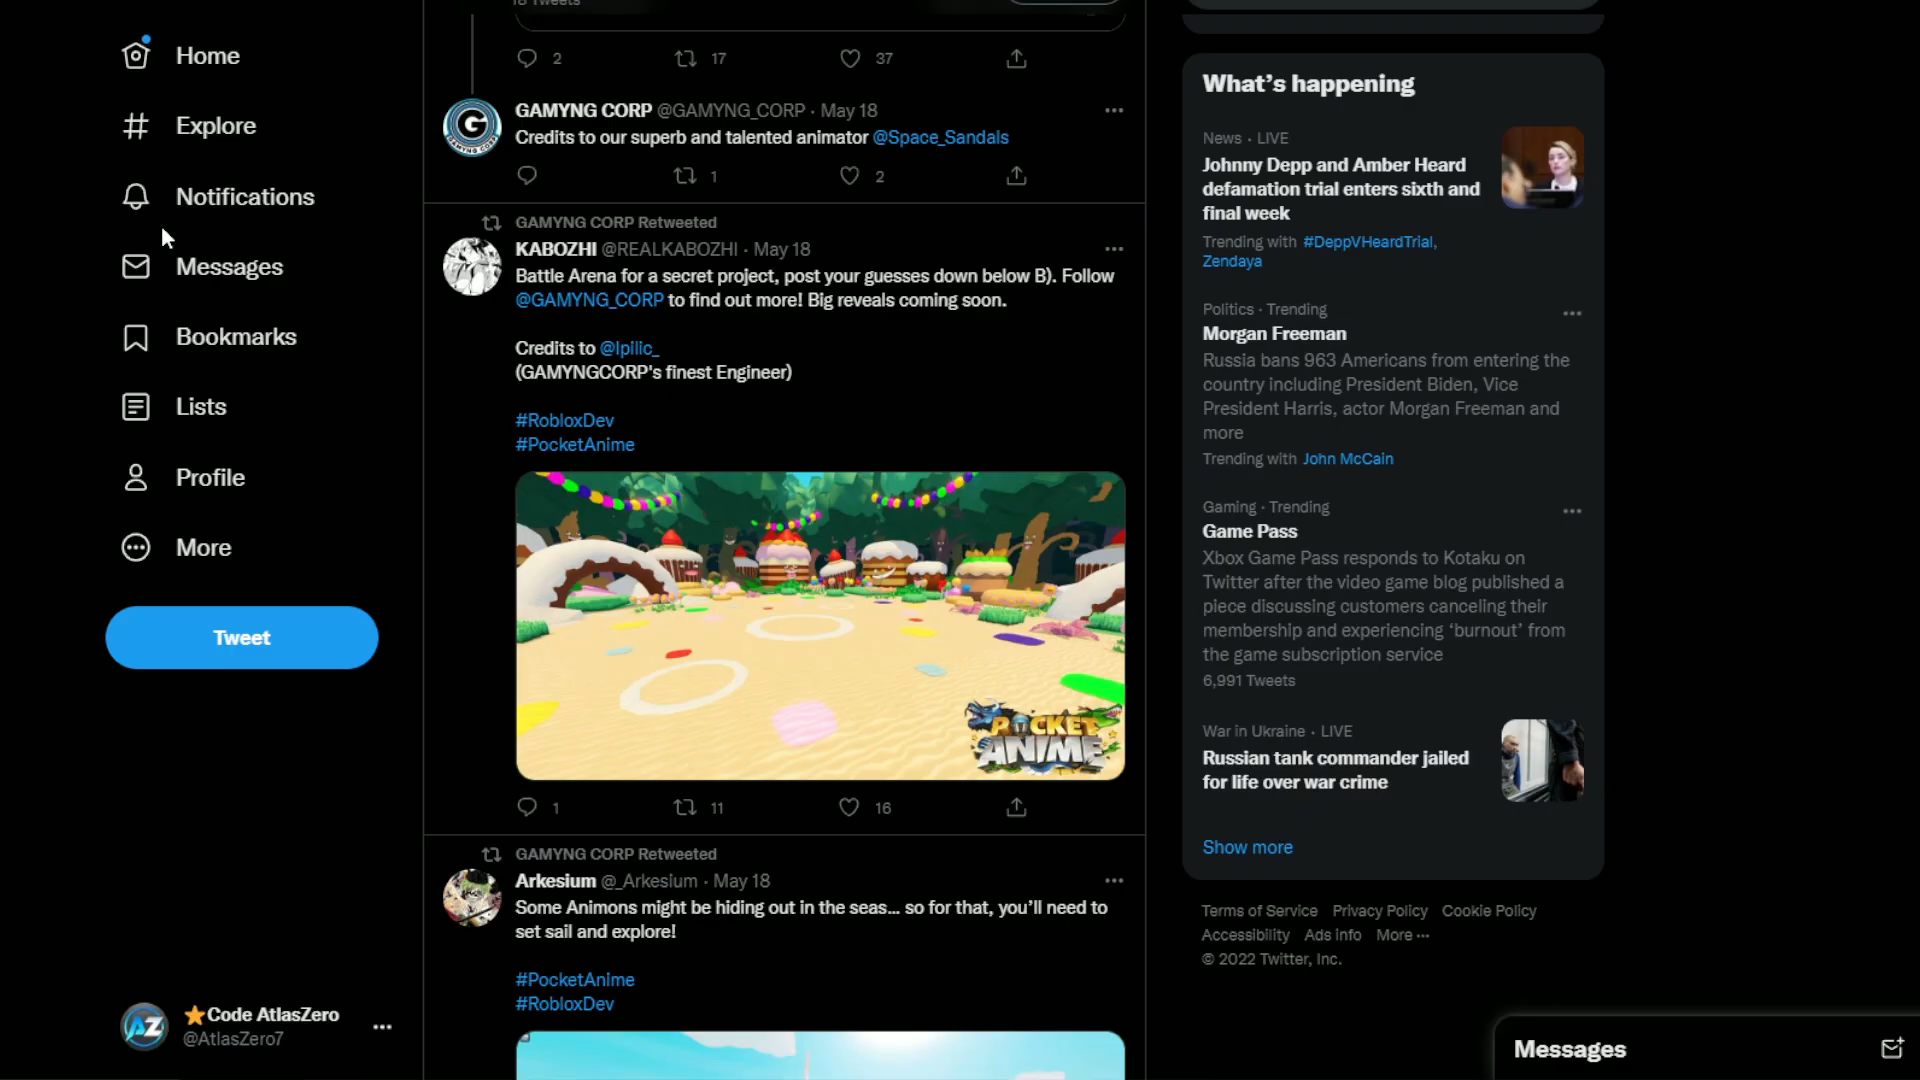 18 Tweets
Home
Explore
Notifications
Messages
Bookmarks
Lists
Profile
More
Tweet
⭐Code AtlasZero
@AtlasZero7
2
17
37
GAMYNG CORP @GAMYNG_CORP · May 18
Credits to our superb and talented animator @Space_Sandals
1
2
GAMYNG CORP Retweeted
KABOZHI @REALKABOZHI · May 18
Battle Arena for a secret project, post your guesses down below B). Follow
@GAMYNG_CORP to find out more! Big reveals coming soon.
Credits to @Ipilic_
(GAMYNGCORP's finest Engineer)
#RobloxDev
#PocketAnime
POCKET
ANIME
1
11
16
GAMYNG CORP Retweeted
Arkesium @_Arkesium · May 18
Some Animons might be hiding out in the seas... so for that, you’ll need to
set sail and explore!
#PocketAnime
#RobloxDev
What’s happening
News · LIVE
Johnny Depp and Amber Heard
defamation trial enters sixth and
final week
Trending with #DeppVHeardTrial,
Zendaya
Politics · Trending
Morgan Freeman
Russia bans 963 Americans from entering the
country including President Biden, Vice
President Harris, actor Morgan Freeman and
more
Trending with John McCain
Gaming · Trending
Game Pass
Xbox Game Pass responds to Kotaku on
Twitter after the video game blog published a
piece discussing customers canceling their
membership and experiencing ‘burnout’ from
the game subscription service
6,991 Tweets
War in Ukraine · LIVE
Russian tank commander jailed
for life over war crime
Show more
Terms of Service Privacy Policy Cookie Policy
Accessibility Ads info More ···
© 2022 Twitter, Inc.
Messages